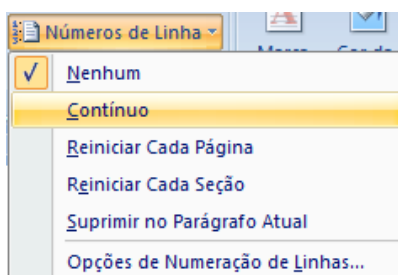 Números de Linha
Nenhum
Contínuo
Reiniciar Cada Página
Reiniciar Cada Seção
Suprimir no Parágrafo Atual
Opções de Numeração de Linhas...